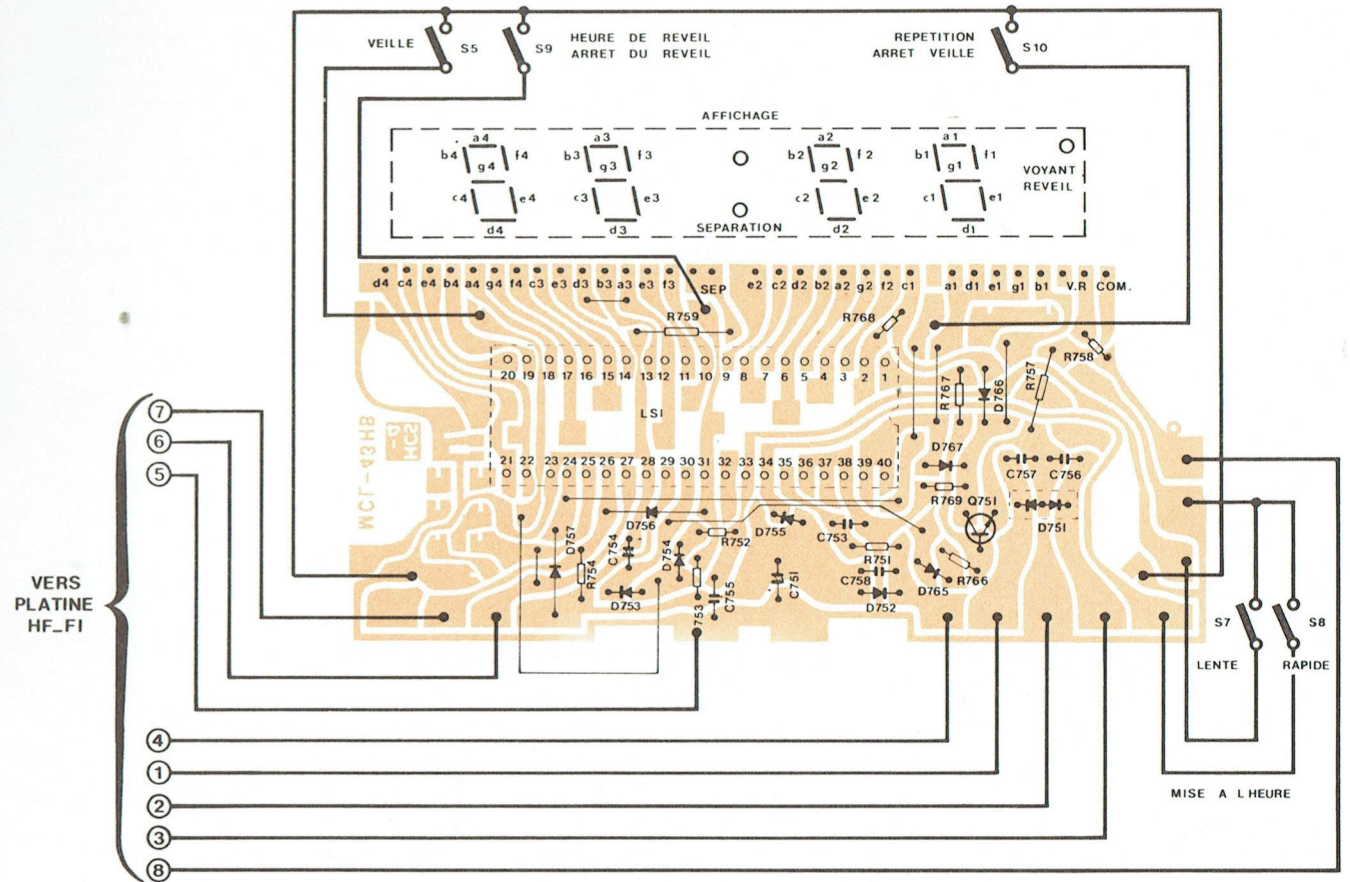 VEILLE S5 S9 HEURE DE REVEIL
ARRET DU REVEIL
REPETITION
ARRET VEILLE S10
AFFICHAGE
a4 a3 a2 a1
b4 f4 b3 f3 b2 f2 b1 f1
g4 g3 g2 g1
VOYANT
REVEIL
c4 e4 c3 e3 c2 e2 c1 e1
d4 d3 SEPARATION d2 d1
d4 c4 e4 b4 a4 g4 f4 c3 e3 d3 b3 a3 e3 f3 SEP e2 c2 d2 b2 a2 g2 f2 c1 a1 d1 e1 g1 b1 V.R COM.
R759 R768
R758
20 19 18 17 16 15 14 13 12 11 10 9 8 7 6 5 4 3 2 1
R767 D766 R757
LSI
MCL-43HB
HC2-4
21 22 23 24 25 26 27 28 29 30 31 32 33 34 35 36 37 38 39 40
D767
C757 C756
R769 Q751
D751
D756 D755 C753
R752
D757 R754 C754 D754
R751
C758
D765 R766
D753 753 C755 C751 D752
7
6
5
VERS
PLATINE
HF_FI
4
1
2
3
8
S7 S8
LENTE RAPIDE
MISE A L HEURE